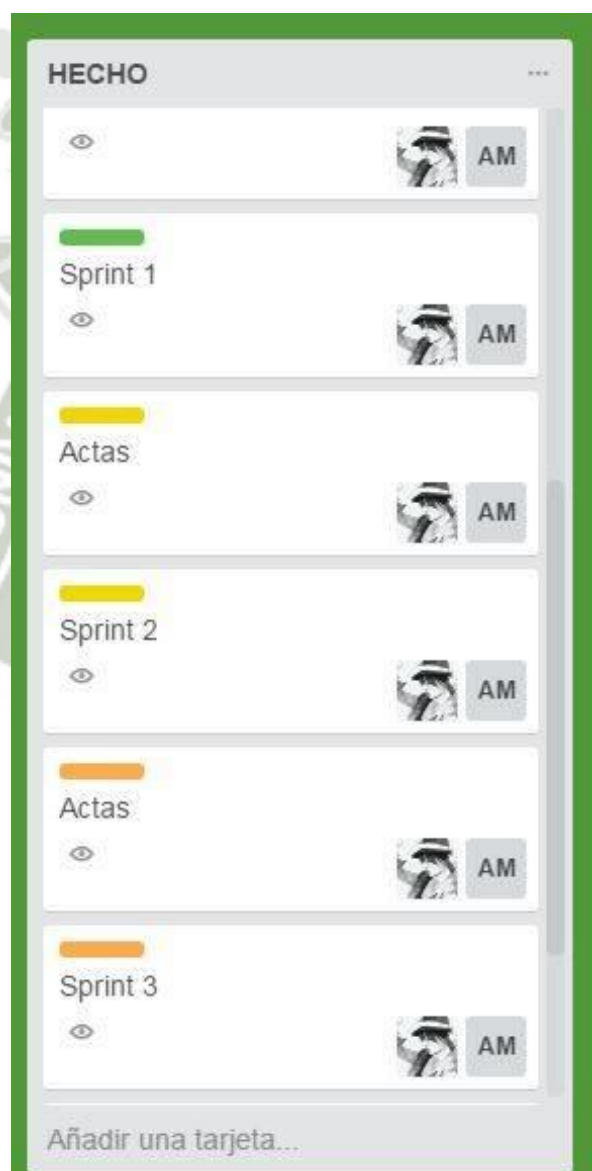 HECHO
AM
Sprint 1
AM
Actas
AM
Sprint 2
AM
Actas
AM
Sprint 3
AM
Añadir una tarjeta...